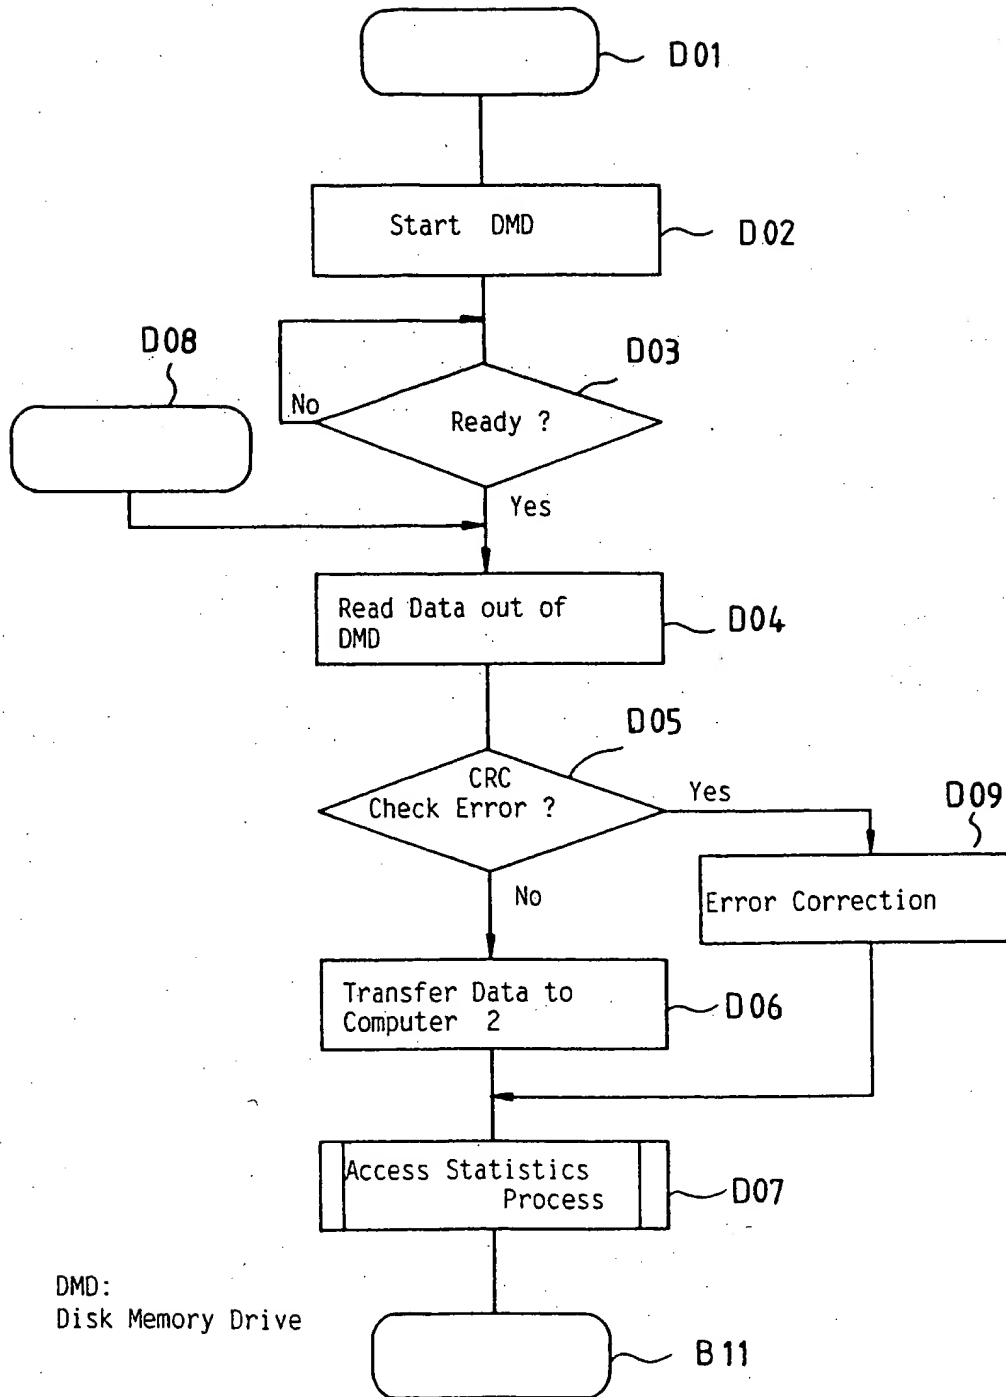 D01
Start DMD
D02
D08
D03
No
Ready ?
Yes
Read Data out of
DMD
D04
D05
CRC
Check Error ?
Yes
D09
No
Error Correction
Transfer Data to
Computer 2
D06
Access Statistics
Process
D07
DMD:
Disk Memory Drive
B11